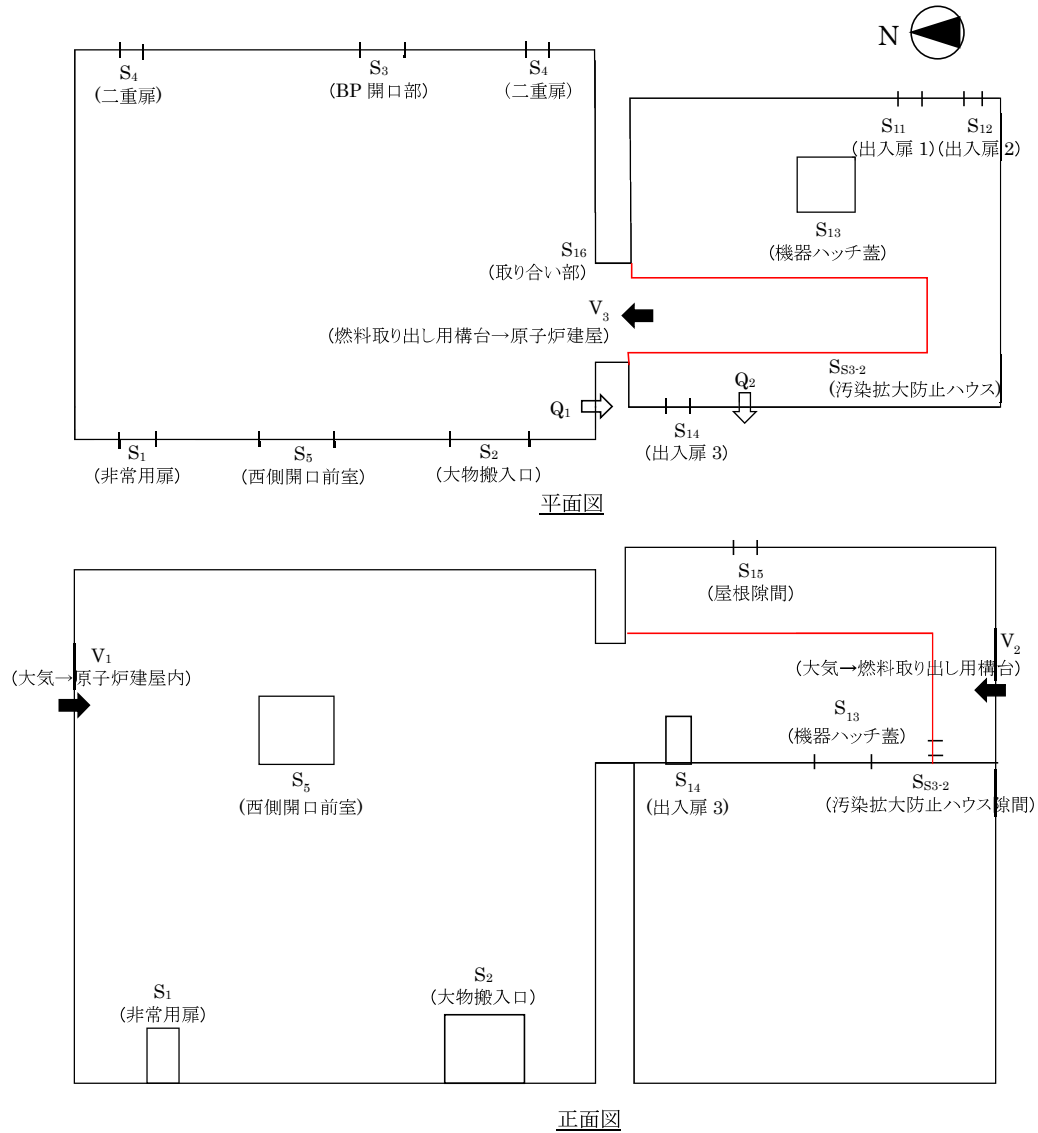 N
S4
(二重扉)
S3
(BP 開口部)
S4
(二重扉)
S11
(出入扉 1)
S12
(出入扉 2)
S13
(機器ハッチ蓋)
S16
(取り合い部)
V3
(燃料取り出し用構台→原子炉建屋)
SS3-2
(汚染拡大防止ハウス)
Q1
Q2
S14
(出入扉 3)
S1
(非常用扉)
S5
(西側開口前室)
S2
(大物搬入口)
平面図
S15
(屋根隙間)
V1
(大気→原子炉建屋内)
V2
(大気→燃料取り出し用構台)
S13
(機器ハッチ蓋)
S5
(西側開口前室)
S14
(出入扉 3)
SS3-2
(汚染拡大防止ハウス隙間)
S1
(非常用扉)
S2
(大物搬入口)
正面図